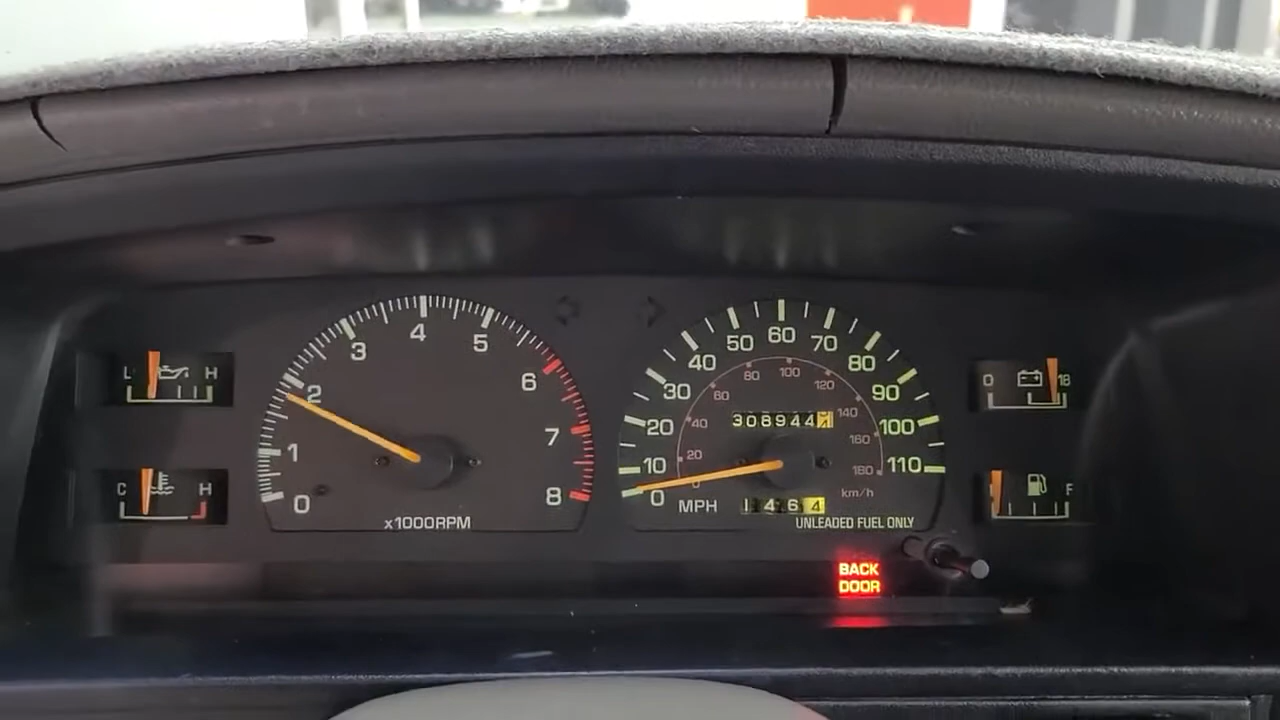 L H
C H
0 1 2 3 4 5 6 7 8
x1000RPM
0 10 20 30 40 50 60 70 80 90 100 110
MPH
20 40 60 80 100 120 140 160 180
km/h
308944
1464
UNLEADED FUEL ONLY
0 18
F
BACK
DOOR